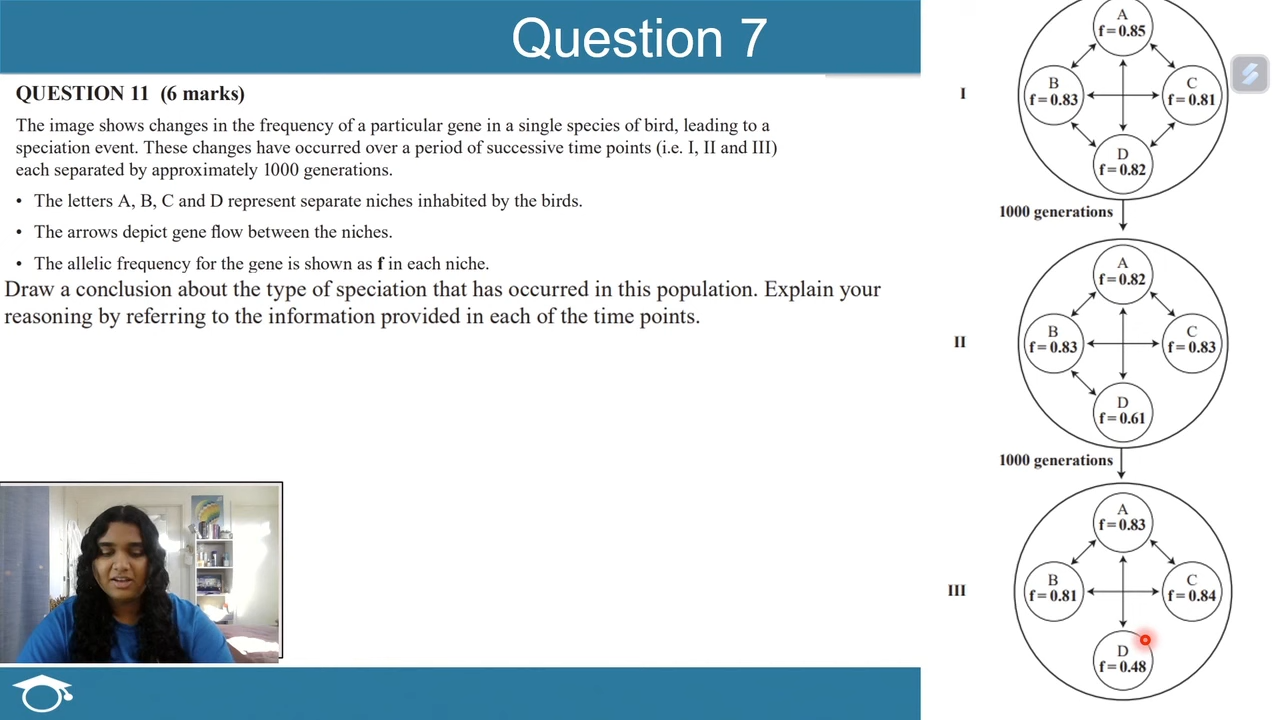 Question 7
QUESTION 11 (6 marks)
The image shows changes in the frequency of a particular gene in a single species of bird, leading to a
speciation event. These changes have occurred over a period of successive time points (i.e. I, II and III)
each separated by approximately 1000 generations.
• The letters A, B, C and D represent separate niches inhabited by the birds.
• The arrows depict gene flow between the niches.
• The allelic frequency for the gene is shown as f in each niche.
Draw a conclusion about the type of speciation that has occurred in this population. Explain your
reasoning by referring to the information provided in each of the time points.
I
A
f = 0.85
B
f = 0.83
C
f = 0.81
D
f = 0.82
1000 generations
II
A
f = 0.82
B
f = 0.83
C
f = 0.83
D
f = 0.61
1000 generations
III
A
f = 0.83
B
f = 0.81
C
f = 0.84
D
f = 0.48